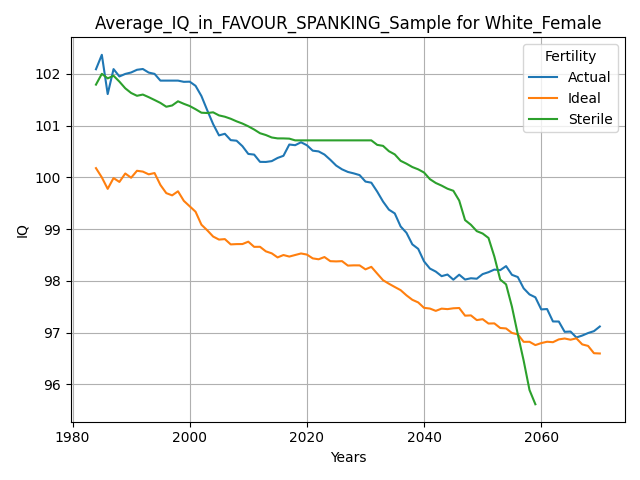 Average_IQ_in_FAVOUR_SPANKING_Sample for White_Female
Fertility
Actual
Ideal
Sterile
IQ
102
101
100
99
98
97
96
1980
2000
2020
2040
2060
Years